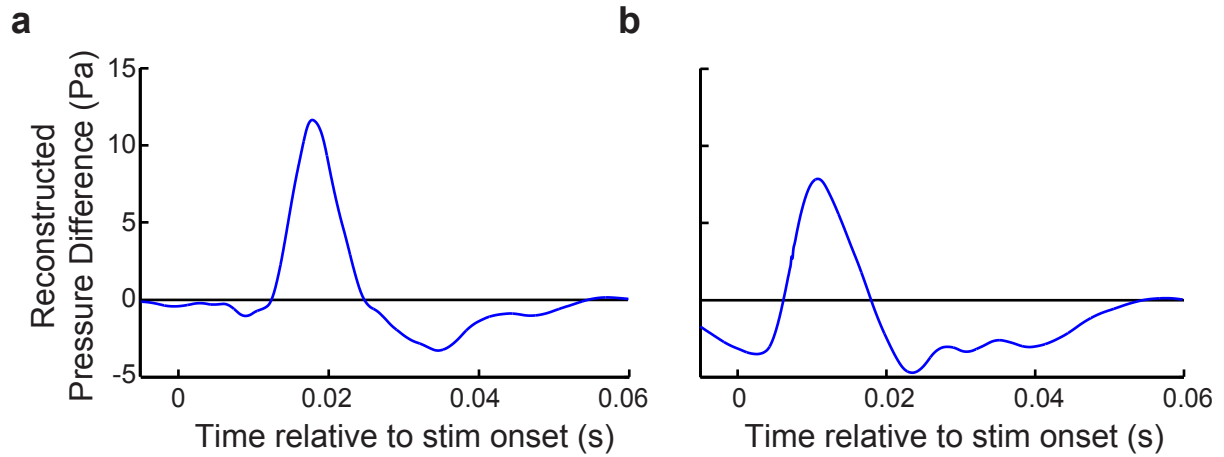 a
b
Reconstructed
Pressure Difference (Pa)
15
10
5
0
-5
0
0.02
0.04
0.06
Time relative to stim onset (s)
0
0.02
0.04
0.06
Time relative to stim onset (s)